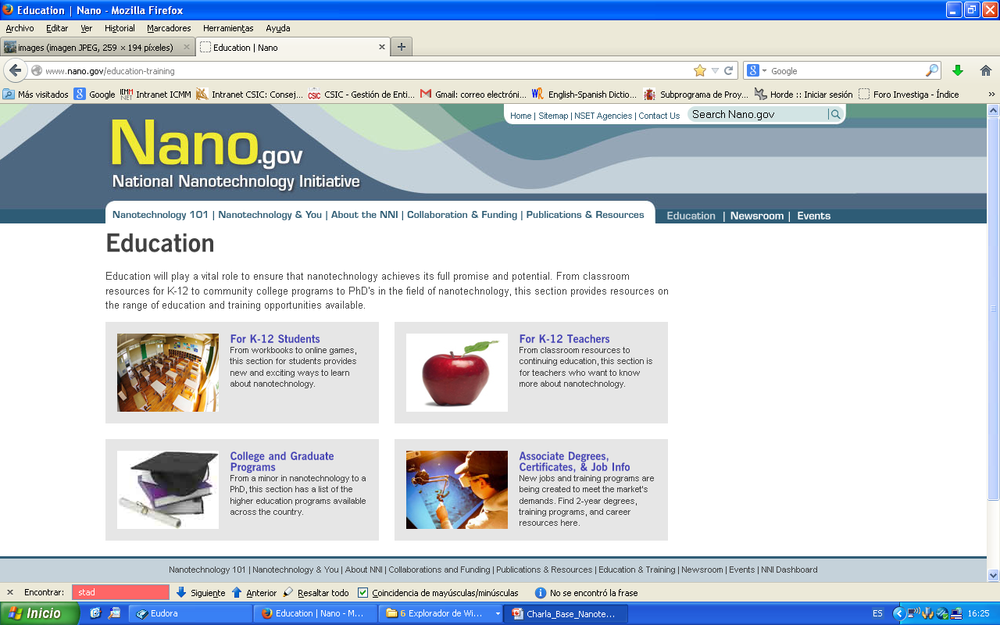 Education | Nano - Mozilla Firefox
Archivo Editar Ver Historial Marcadores Herramientas Ayuda
images (imagen JPEG, 259 × 194 píxeles)
Education | Nano
www.nano.gov/education-training
Google
Más visitados Google Intranet ICMM Intranet CSIC: Consej... CSIC - Gestión de Enti... Gmail: correo electróni... English-Spanish Dictio... Subprograma de Proy... Horde :: Iniciar sesión Foro Investiga - Índice »
Home | Sitemap | NSET Agencies | Contact Us
Search Nano.gov
Nano.gov
National Nanotechnology Initiative
Nanotechnology 101 | Nanotechnology & You | About the NNI | Collaboration & Funding | Publications & Resources
Education | Newsroom | Events
Education
Education will play a vital role to ensure that nanotechnology achieves its full promise and potential. From classroom
resources for K-12 to community college programs to PhD's in the field of nanotechnology, this section provides resources on
the range of education and training opportunities available.
For K-12 Students
From workbooks to online games,
this section for students provides
new and exciting ways to learn
about nanotechnology.
For K-12 Teachers
From classroom resources to
continuing education, this section is
for teachers who want to know
more about nanotechnology.
College and Graduate
Programs
From a minor in nanotechnology to a
PhD, this section has a list of the
higher education programs available
across the country.
Associate Degrees,
Certificates, & Job Info
New jobs and training programs are
being created to meet the market's
demands. Find 2-year degrees,
training programs, and career
resources here.
Nanotechnology 101 | Nanotechnology & You | About NNI | Collaborations and Funding | Publications & Resources | Education & Training | Newsroom | Events | NNI Dashboard
Encontrar: stad Siguiente Anterior Resaltar todo Coincidencia de mayúsculas/minúsculas No se encontró la frase
Inicio Eudora Education | Nano - M... 6 Explorador de Wi... Charla_Base_Nanote... ES 16:25